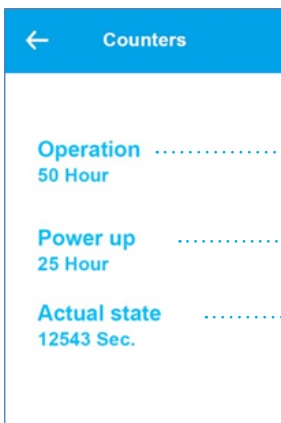 Counters
Operation
50 Hour
Power up
25 Hour
Actual state
12543 Sec.